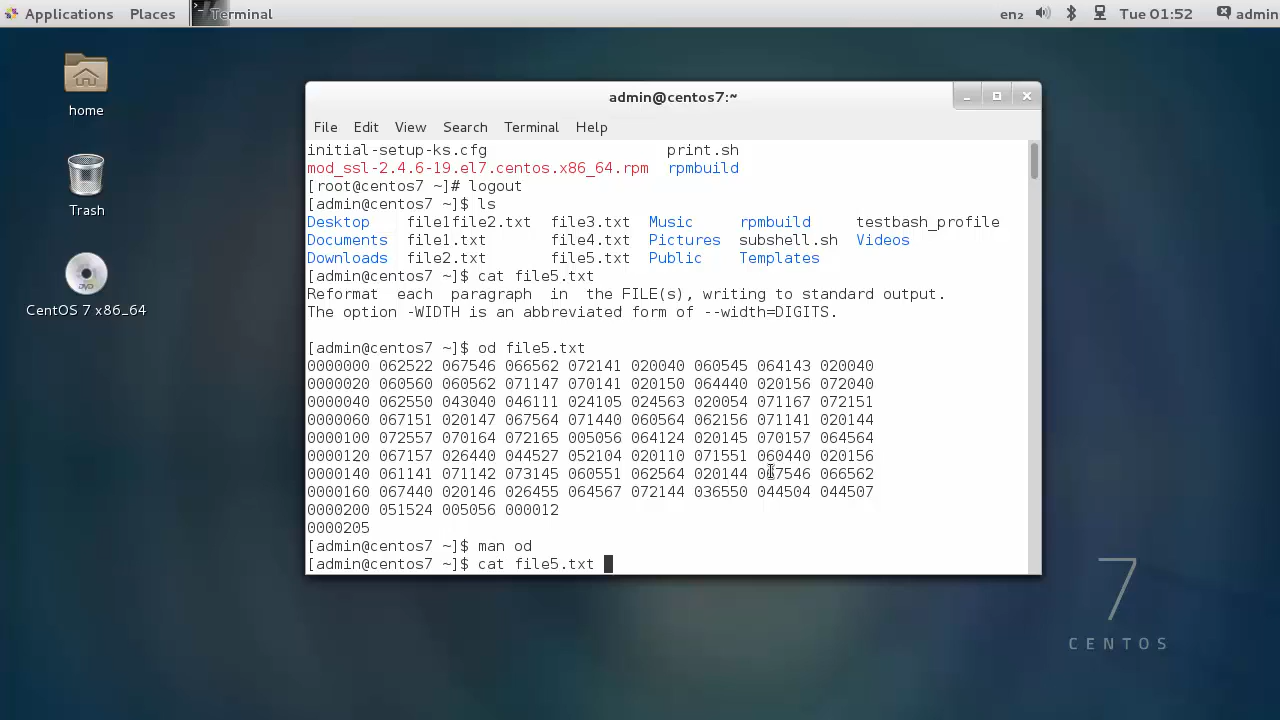 Applications Places Terminal en₂ Tue 01:52 admin
home
Trash
DVD
CentOS 7 x86_64
admin@centos7:~
File Edit View Search Terminal Help
initial-setup-ks.cfg print.sh
mod_ssl-2.4.6-19.el7.centos.x86_64.rpm rpmbuild
[root@centos7 ~]# logout
[admin@centos7 ~]$ ls
Desktop file1file2.txt file3.txt Music rpmbuild testbash_profile
Documents file1.txt file4.txt Pictures subshell.sh Videos
Downloads file2.txt file5.txt Public Templates
[admin@centos7 ~]$ cat file5.txt
Reformat each paragraph in the FILE(s), writing to standard output.
The option -WIDTH is an abbreviated form of --width=DIGITS.
[admin@centos7 ~]$ od file5.txt
0000000 062522 067546 066562 072141 020040 060545 064143 020040
0000020 060560 060562 071147 070141 020150 064440 020156 072040
0000040 062550 043040 046111 024105 024563 020054 071167 072151
0000060 067151 020147 067564 071440 060564 062156 071141 020144
0000100 072557 070164 072165 005056 064124 020145 070157 064564
0000120 067157 026440 044527 052104 020110 071551 060440 020156
0000140 061141 071142 073145 060551 062564 020144 067546 066562
0000160 067440 020146 026455 064567 072144 036550 044504 044507
0000200 051524 005056 000012
0000205
[admin@centos7 ~]$ man od
[admin@centos7 ~]$ cat file5.txt
7
CENTOS